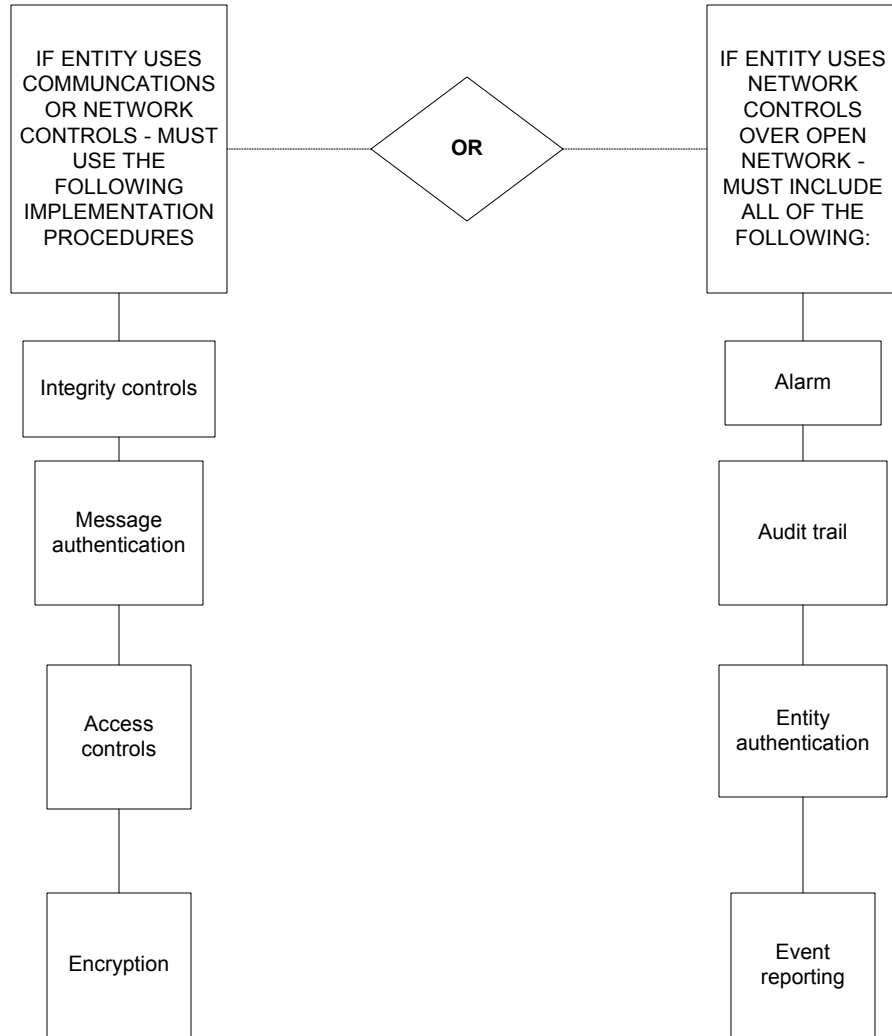 IF ENTITY USES
COMMUNCATIONS
OR NETWORK
CONTROLS - MUST
USE THE
FOLLOWING
IMPLEMENTATION
PROCEDURES
OR
IF ENTITY USES
NETWORK
CONTROLS
OVER OPEN
NETWORK -
MUST INCLUDE
ALL OF THE
FOLLOWING:
Integrity controls
Message
authentication
Access
controls
Encryption
Alarm
Audit trail
Entity
authentication
Event
reporting